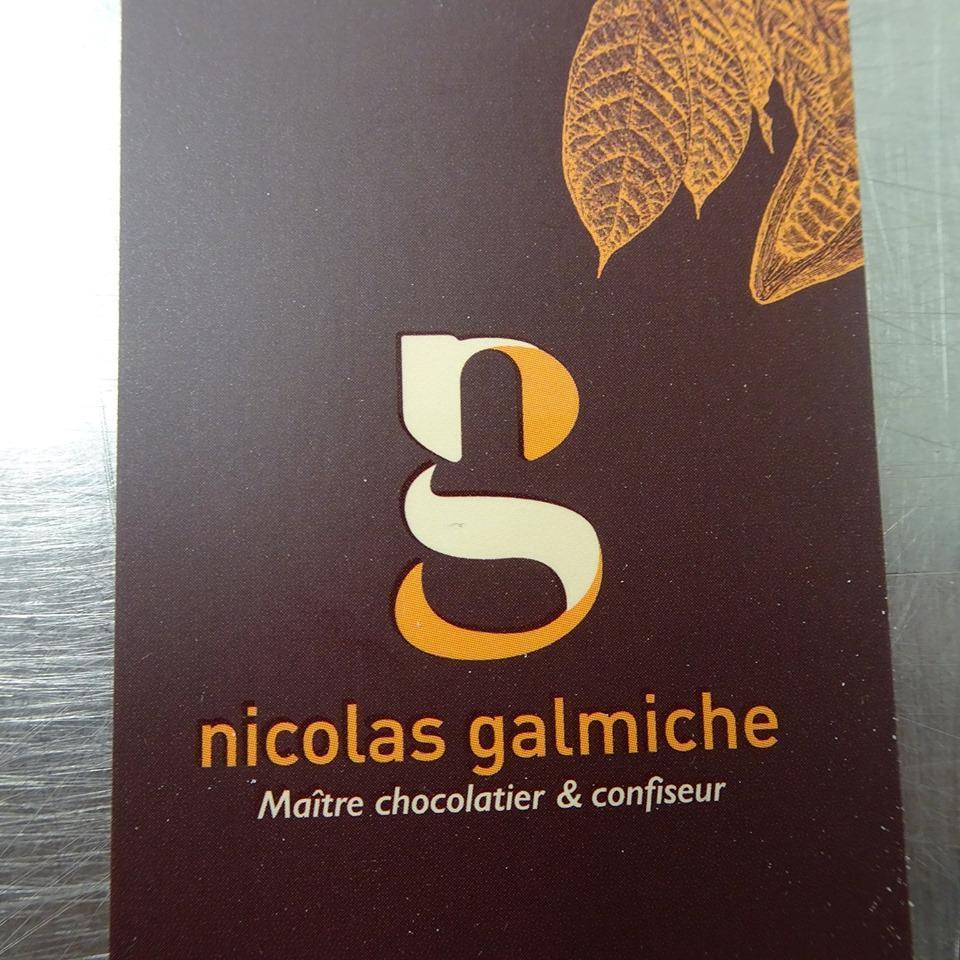 ng
nicolas galmiche
Maître chocolatier & confiseur